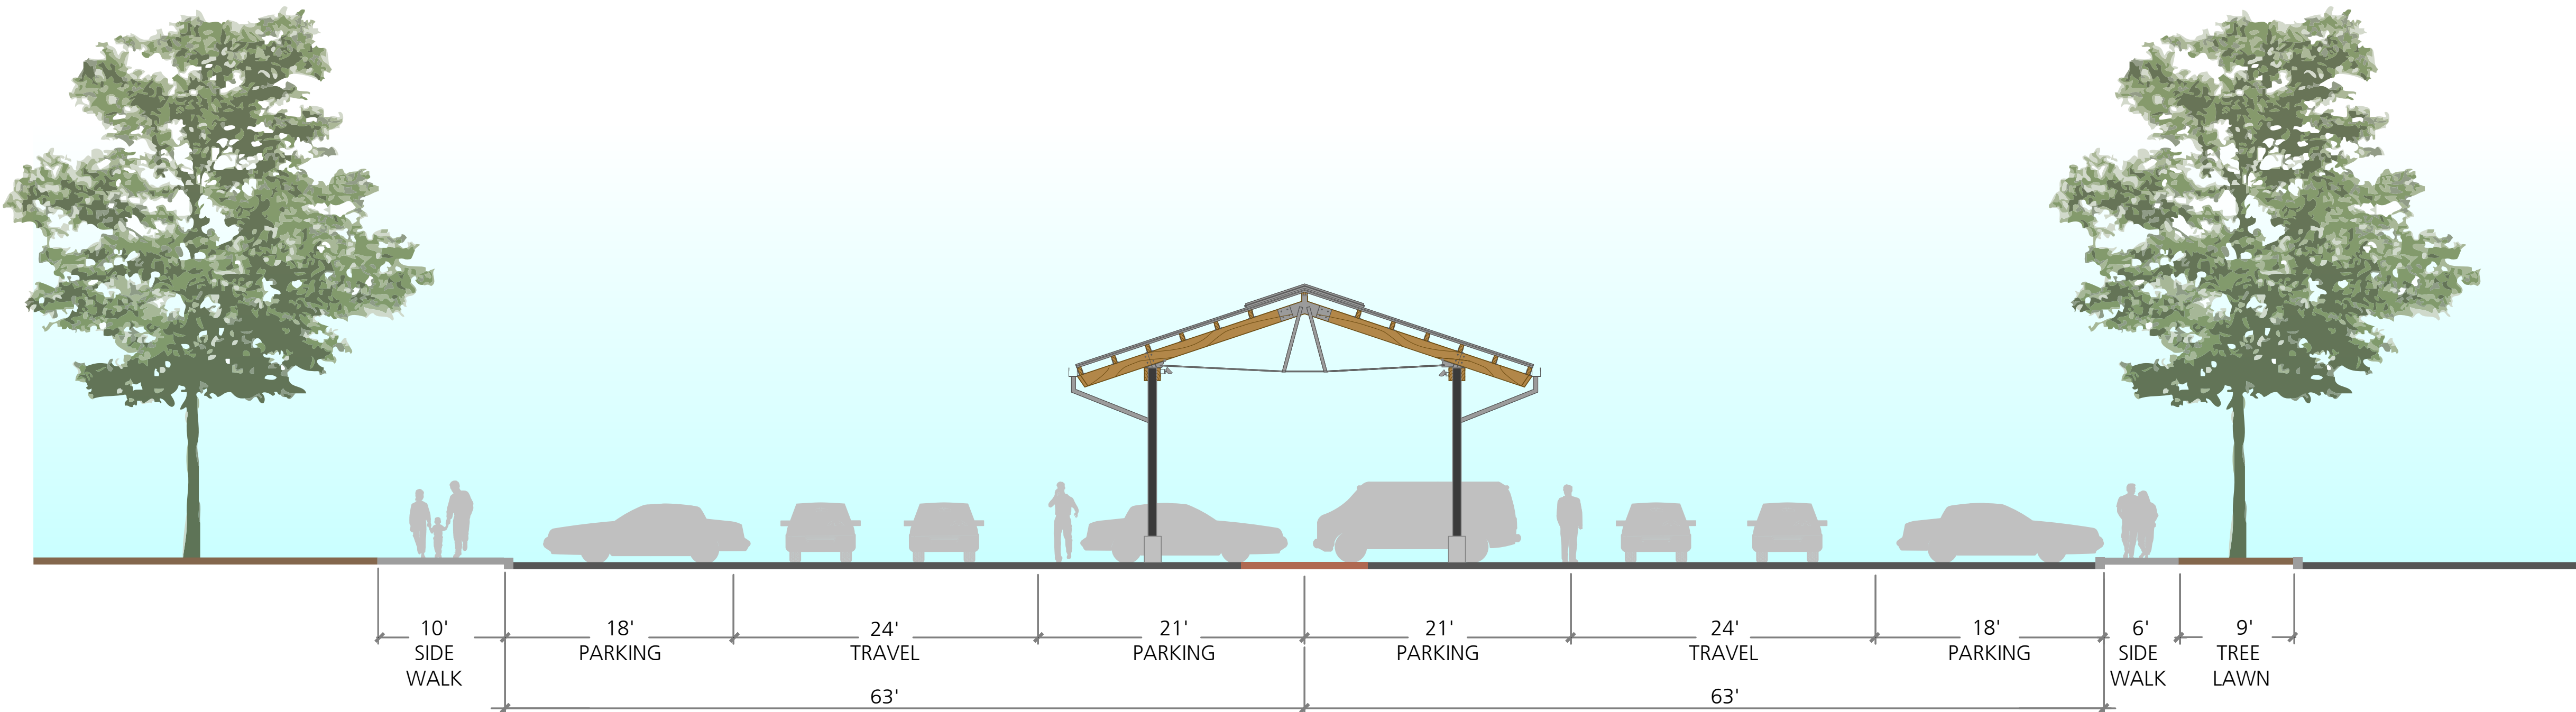 10'
SIDE
WALK
18'
PARKING
24'
TRAVEL
21'
PARKING
21'
PARKING
24'
TRAVEL
18'
PARKING
6'
SIDE
WALK
9'
TREE
LAWN
63'
63'